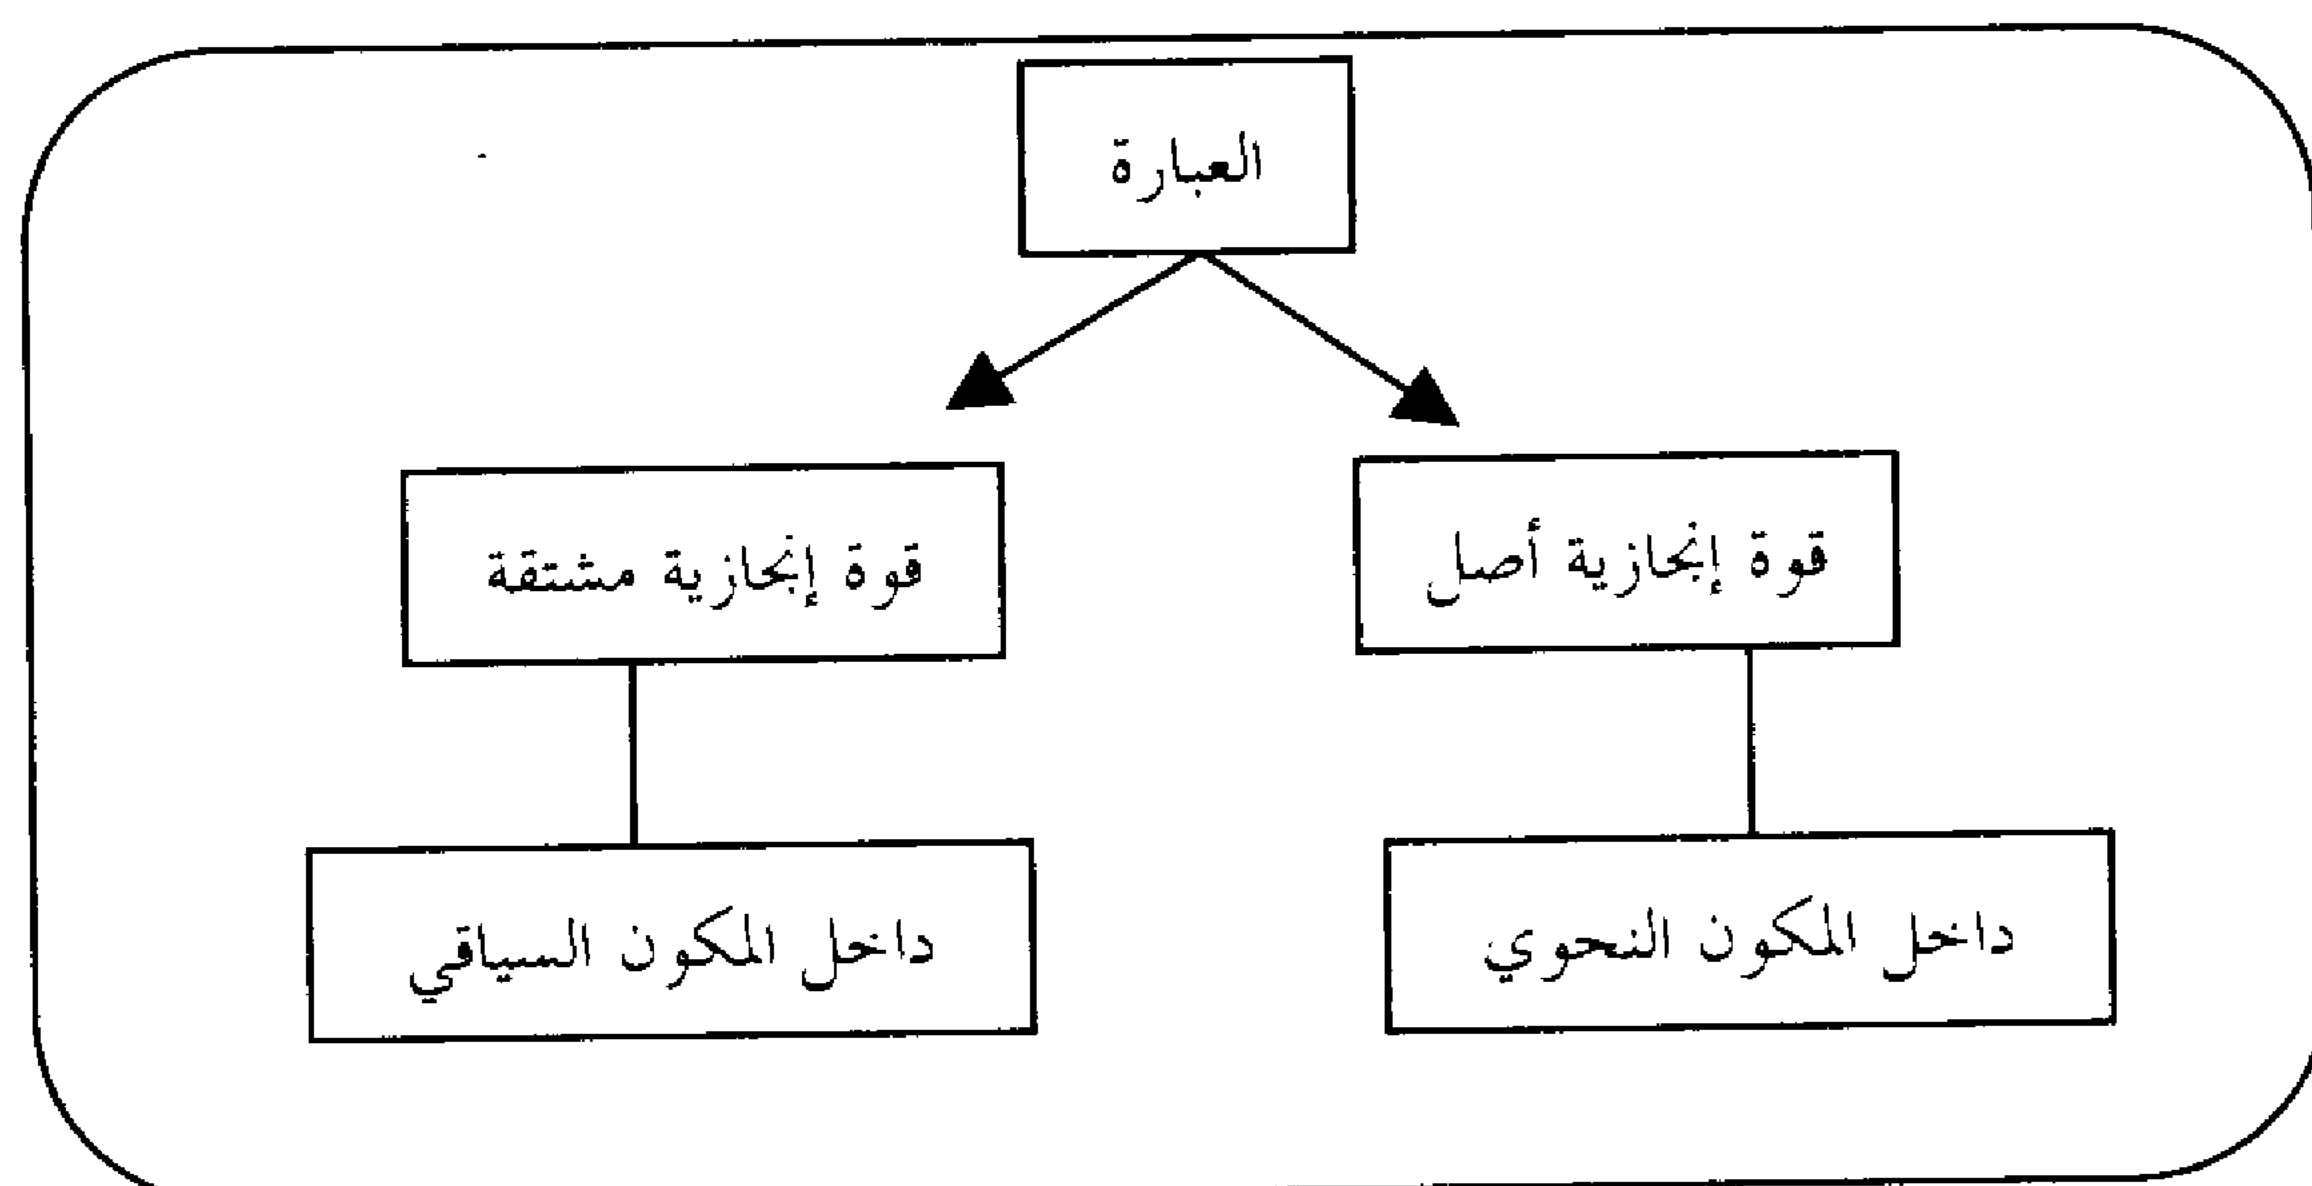 العبارة
قوة إنجازية أصل
قوة إنجازية مشتقة
داخل المكون النحوي
داخل المكون السياقي